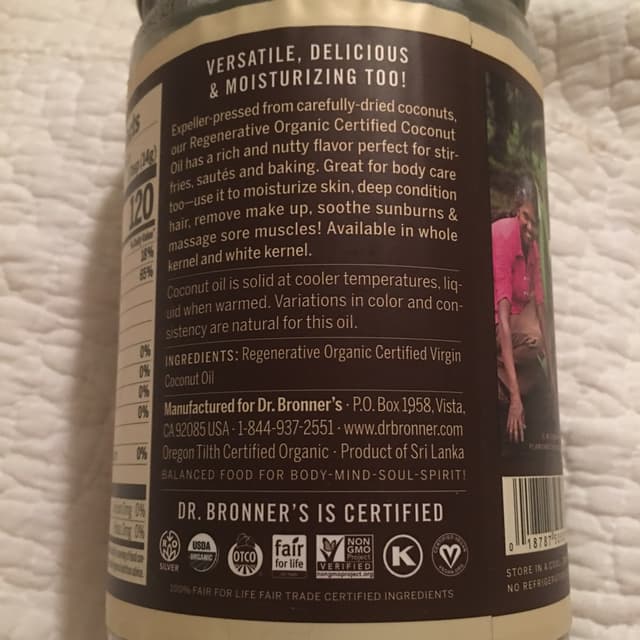 VERSATILE, DELICIOUS
& MOISTURIZING TOO!
Expeller-pressed from carefully-dried coconuts,
our Regenerative Organic Certified Coconut
Oil has a rich and nutty flavor perfect for stir-
fries, sautés and baking. Great for body care
too—use it to moisturize skin, deep condition
hair, remove make up, soothe sunburns &
massage sore muscles! Available in whole
kernel and white kernel.
Coconut oil is solid at cooler temperatures, liq-
uid when warmed. Variations in color and con-
sistency are natural for this oil.
INGREDIENTS: Regenerative Organic Certified Virgin
Coconut Oil
Manufactured for Dr. Bronner's · P.O. Box 1958, Vista,
CA 92085 USA · 1-844-937-2551 · www.drbronner.com
Oregon Tilth Certified Organic · Product of Sri Lanka
BALANCED FOOD FOR BODY-MIND-SOUL-SPIRIT!
DR. BRONNER'S IS CERTIFIED
SILVER
USDA
ORGANIC
OTCO
fair
for life
NON
GMO
Project
VERIFIED
nongmoproject.org
K
V
100% FAIR FOR LIFE FAIR TRADE CERTIFIED INGREDIENTS
(14g)
120
18%
85%
0%
0%
0%
0%
0%
0%
0%
0 18787
STORE IN A COOL
NO REFRIGERA